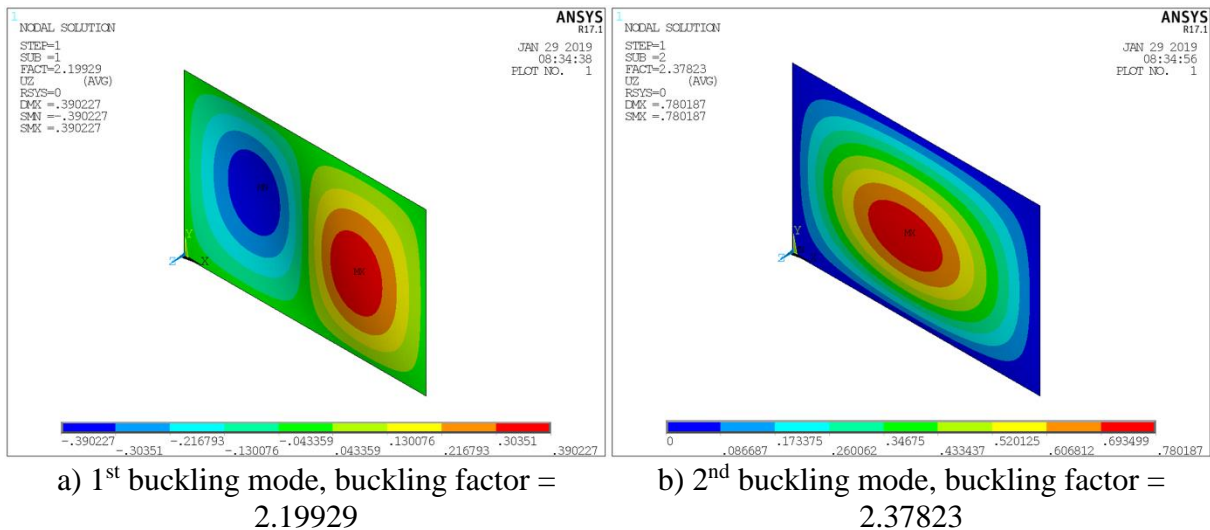 1
NODAL SOLUTION
STEP=1
SUB =1
FACT=2.19929
UZ (AVG)
RSYS=0
DMX =.390227
SMN =-.390227
SMX =.390227
ANSYS
R17.1
JAN 29 2019
08:34:38
PLOT NO. 1
MN
MX
Y
Z X
-.390227 -.216793 -.043359 .130076 .30351
-.30351 -.130076 .043359 .216793 .390227
1
NODAL SOLUTION
STEP=1
SUB =2
FACT=2.37823
UZ (AVG)
RSYS=0
DMX =.780187
SMX =.780187
ANSYS
R17.1
JAN 29 2019
08:34:56
PLOT NO. 1
MX
Y
Z
0 .173375 .34675 .520125 .693499
.086687 .260062 .433437 .606812 .780187
a) 1st buckling mode, buckling factor =
2.19929
b) 2nd buckling mode, buckling factor =
2.37823